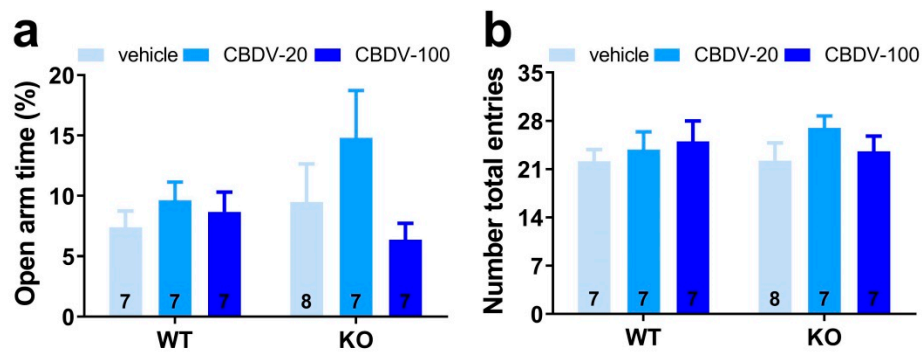 a
vehicle CBDV-20 CBDV-100
Open arm time (%)
20
15
10
5
0
7 7 7 8 7 7
WT KO
b
vehicle CBDV-20 CBDV-100
Number total entries
35
28
21
14
7
0
7 7 7 8 7 7
WT KO